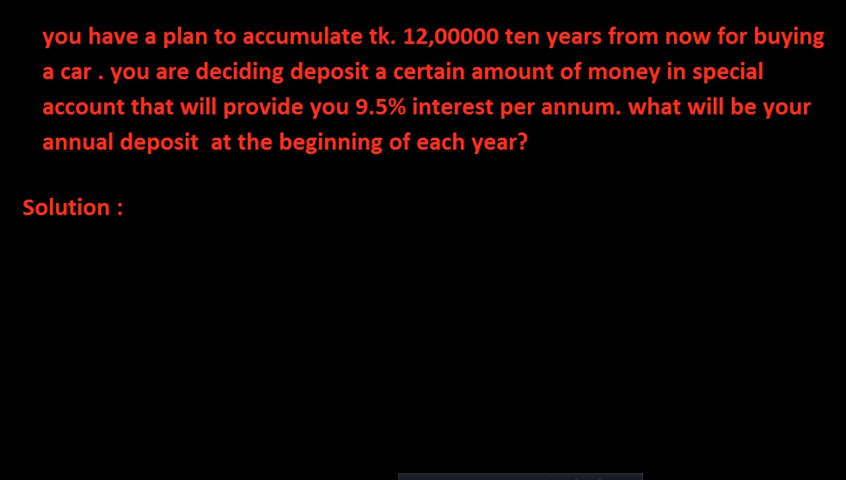 you have a plan to accumulate tk. 12,00000 ten years from now for buying
a car . you are deciding deposit a certain amount of money in special
account that will provide you 9.5% interest per annum. what will be your
annual deposit  at the beginning of each year?
Solution :